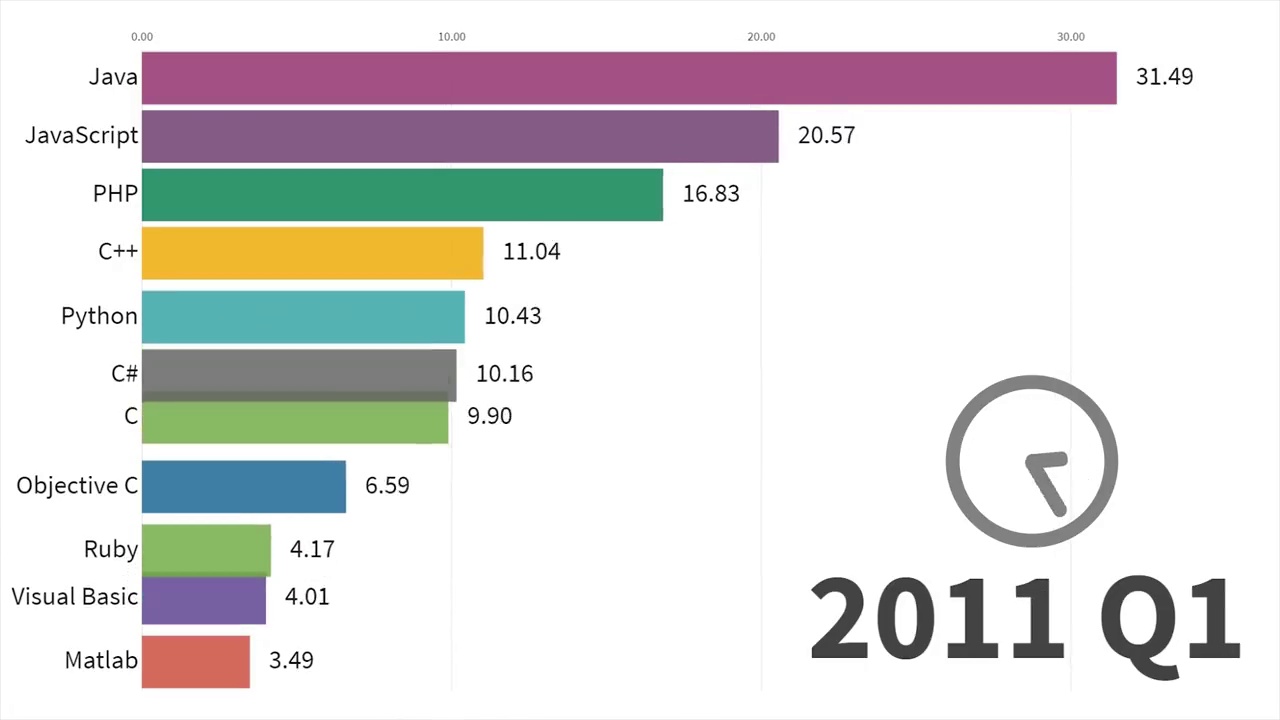 0.00 10.00 20.00 30.00
Java 31.49
JavaScript 20.57
PHP 16.83
C++ 11.04
Python 10.43
C# 10.16
C 9.90
Objective C 6.59
Ruby 4.17
Visual Basic 4.01
Matlab 3.49
2011 Q1